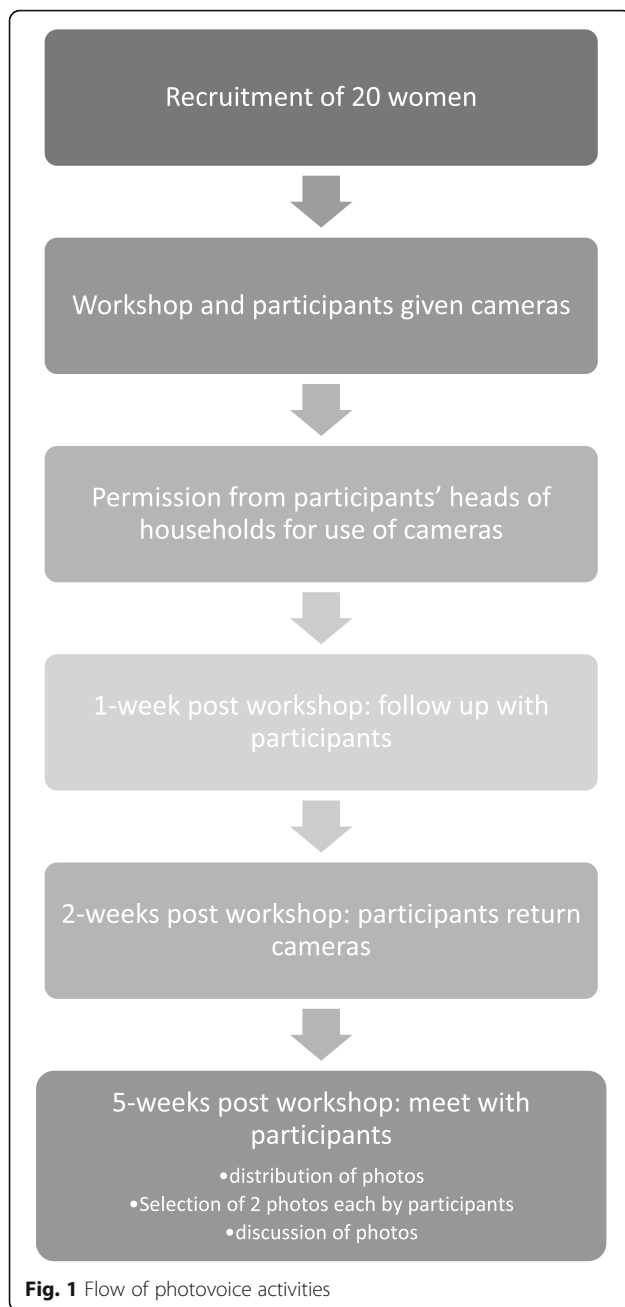 Recruitment of 20 women
Workshop and participants given cameras
Permission from participants’ heads of
households for use of cameras
1-week post workshop: follow up with
participants
2-weeks post workshop: participants return
cameras
5-weeks post workshop: meet with
participants
•distribution of photos
•Selection of 2 photos each by participants
•discussion of photos
Fig. 1 Flow of photovoice activities